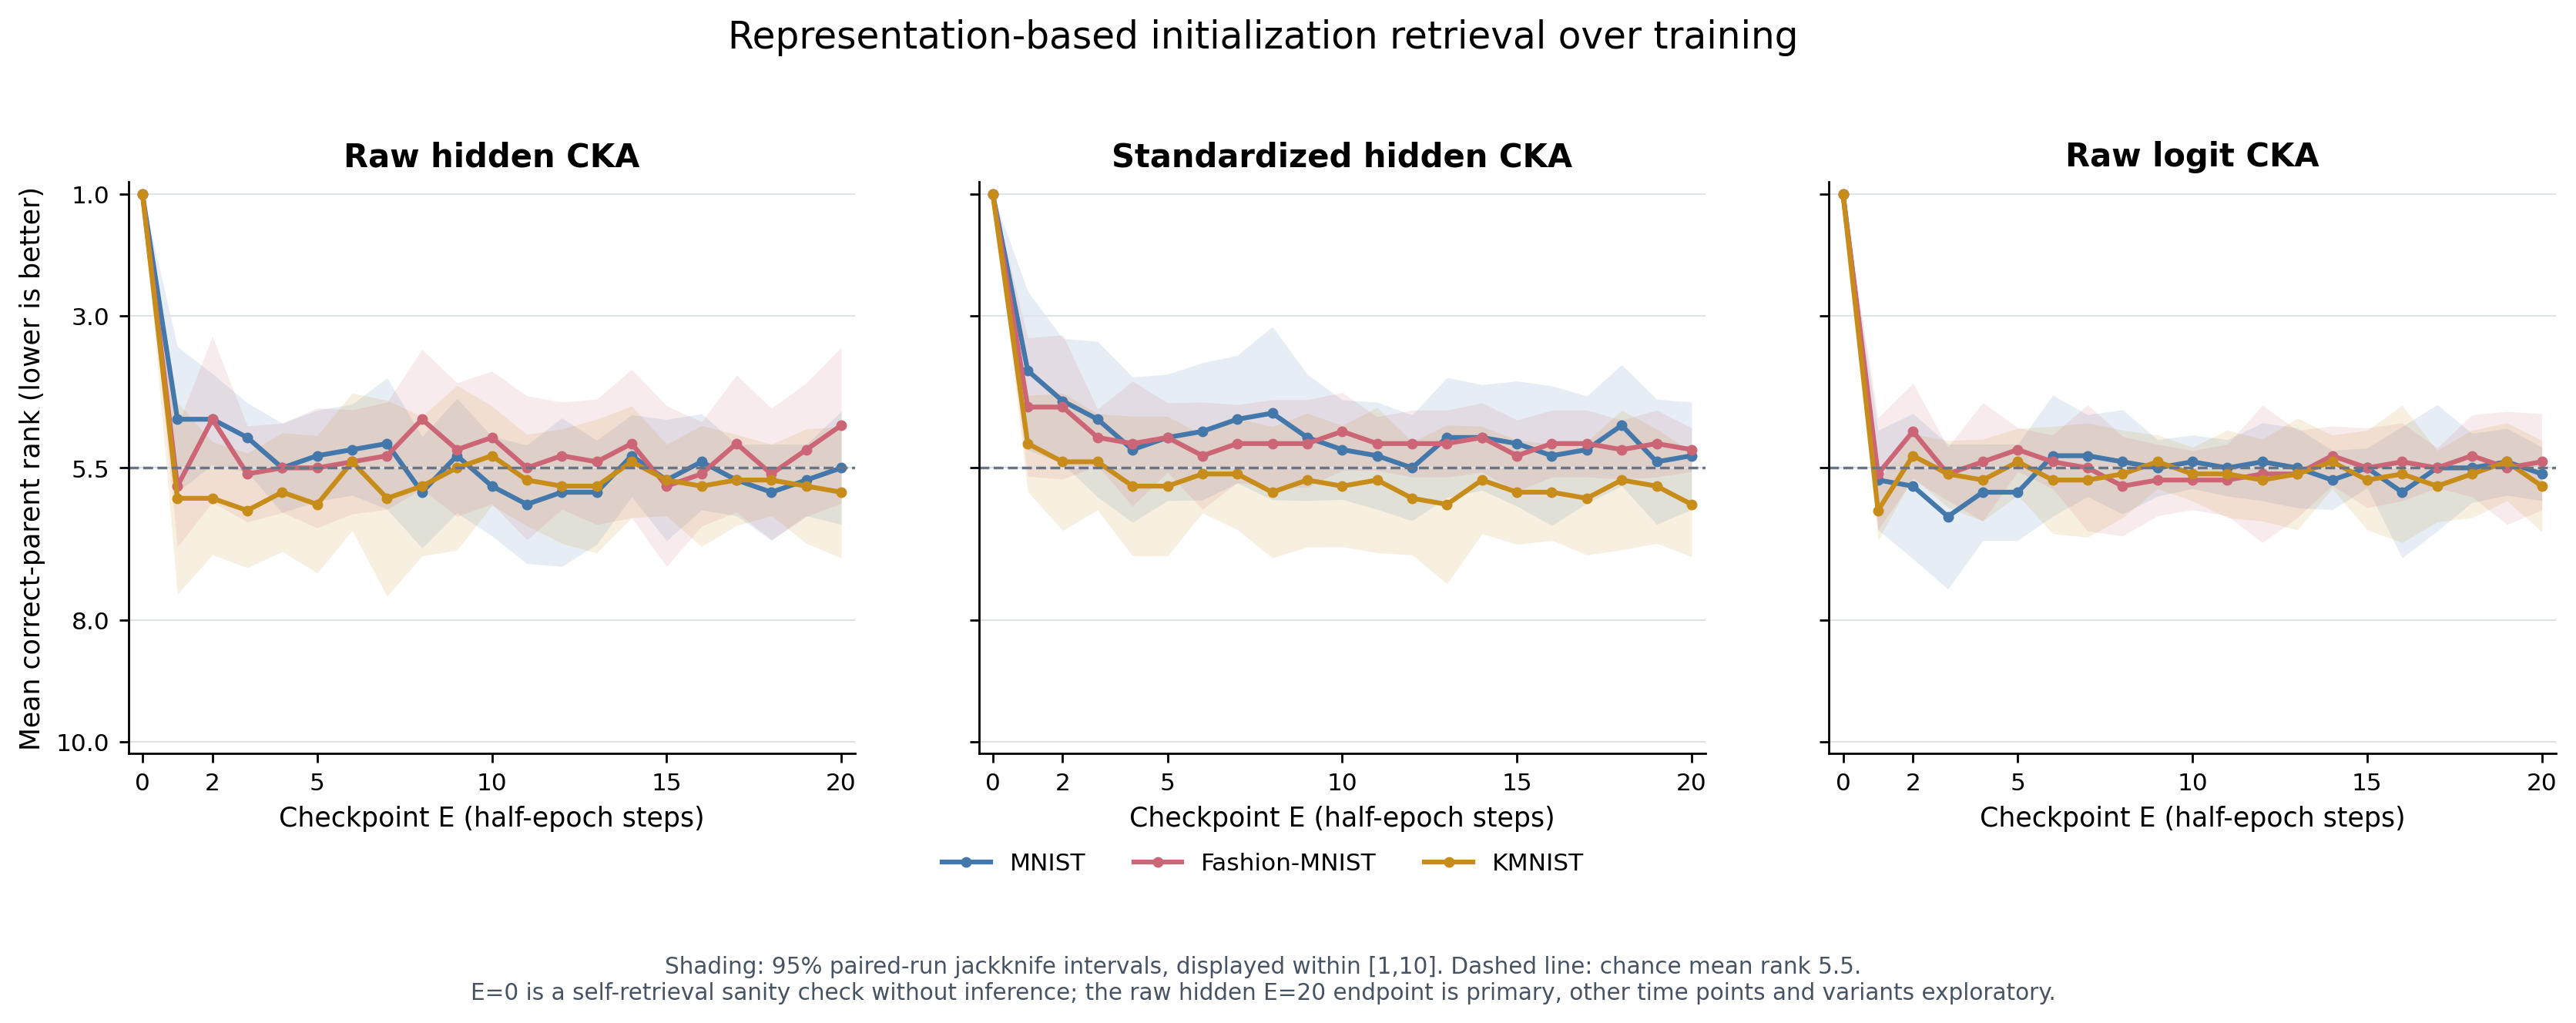 Representation-based initialization retrieval over training
Raw hidden CKA
Standardized hidden CKA
Raw logit CKA
Mean correct-parent rank (lower is better)
1.0
3.0
5.5
8.0
10.0
0 2 5 10 15 20
0 2 5 10 15 20
0 2 5 10 15 20
Checkpoint E (half-epoch steps)
Checkpoint E (half-epoch steps)
Checkpoint E (half-epoch steps)
MNIST Fashion-MNIST KMNIST
Shading: 95% paired-run jackknife intervals, displayed within [1,10]. Dashed line: chance mean rank 5.5.
E=0 is a self-retrieval sanity check without inference; the raw hidden E=20 endpoint is primary, other time points and variants exploratory.